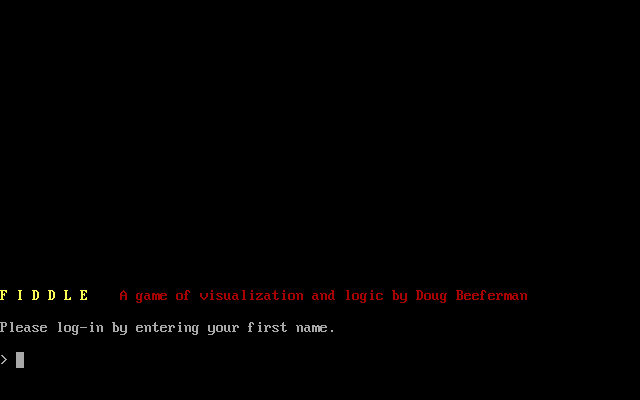 F I D D L E   A game of visualization and logic by Doug Beeferman
Please log-in by entering your first name.
>